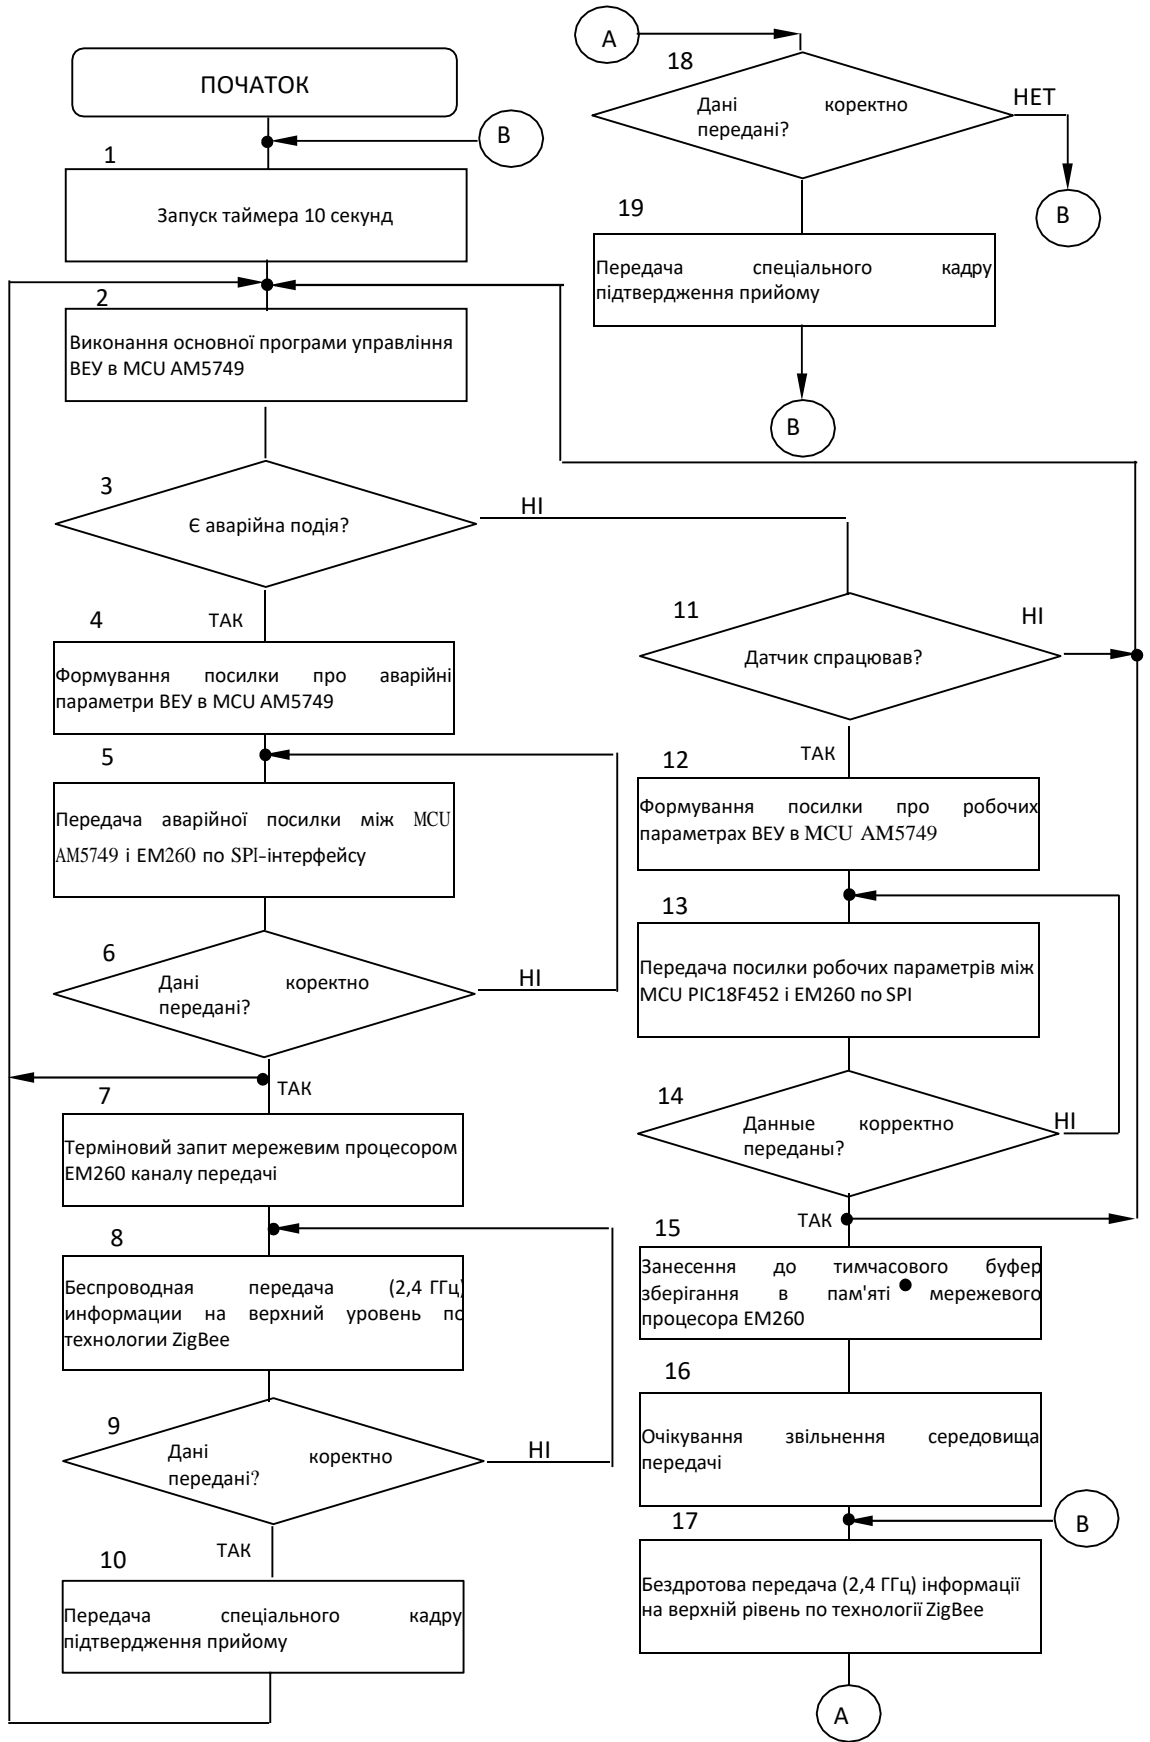 ПОЧАТОК
В
1
Запуск таймера 10 секунд
2
Виконання основної програми управління
ВЕУ в MCU AM5749
3
Є аварійна подія?
НІ
4
ТАК
Формування посилки про аварійні
параметри ВЕУ в MCU AM5749
5
Передача аварійної посилки між MCU
AM5749 і EM260 по SPI-інтерфейсу
6
Дані коректно
передані?
НІ
ТАК
7
Терміновий запит мережевим процесором
EM260 каналу передачі
8
Беспроводная передача (2,4 ГГц)
информации на верхний уровень по
технологии ZigBee
9
Дані коректно
передані?
НІ
ТАК
10
Передача спеціального кадру
підтвердження прийому
11
Датчик спрацював?
НІ
ТАК
12
Формування посилки про робочих
параметрах ВЕУ в MCU AM5749
13
Передача посилки робочих параметрів між
MCU PIC18F452 і EM260 по SPI
14
Данные корректно
переданы?
НІ
ТАК
15
Занесення до тимчасового буфер
зберігання в пам'яті мережевого
процесора EM260
16
Очікування звільнення середовища
передачі
17
В
Бездротова передача (2,4 ГГц) інформації
на верхній рівень по технології ZigBee
А
А
18
Дані коректно
передані?
НЕТ
В
19
Передача спеціального кадру
підтвердження прийому
В